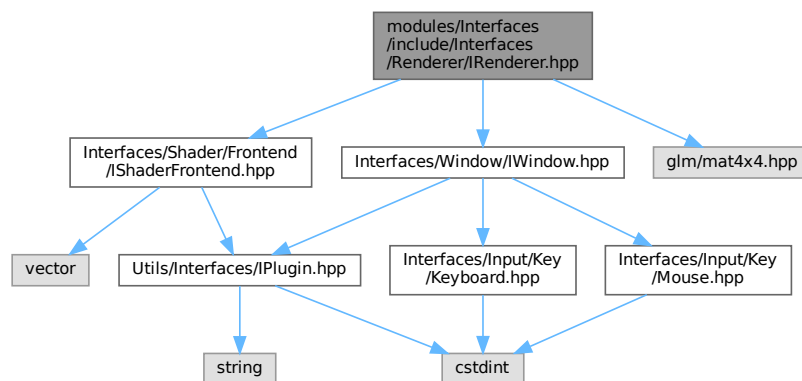 modules/Interfaces
/include/Interfaces
/Renderer/IRenderer.hpp
Interfaces/Shader/Frontend
/IShaderFrontend.hpp
Interfaces/Window/IWindow.hpp
glm/mat4x4.hpp
vector
Utils/Interfaces/IPlugin.hpp
Interfaces/Input/Key
/Keyboard.hpp
Interfaces/Input/Key
/Mouse.hpp
string
cstdint